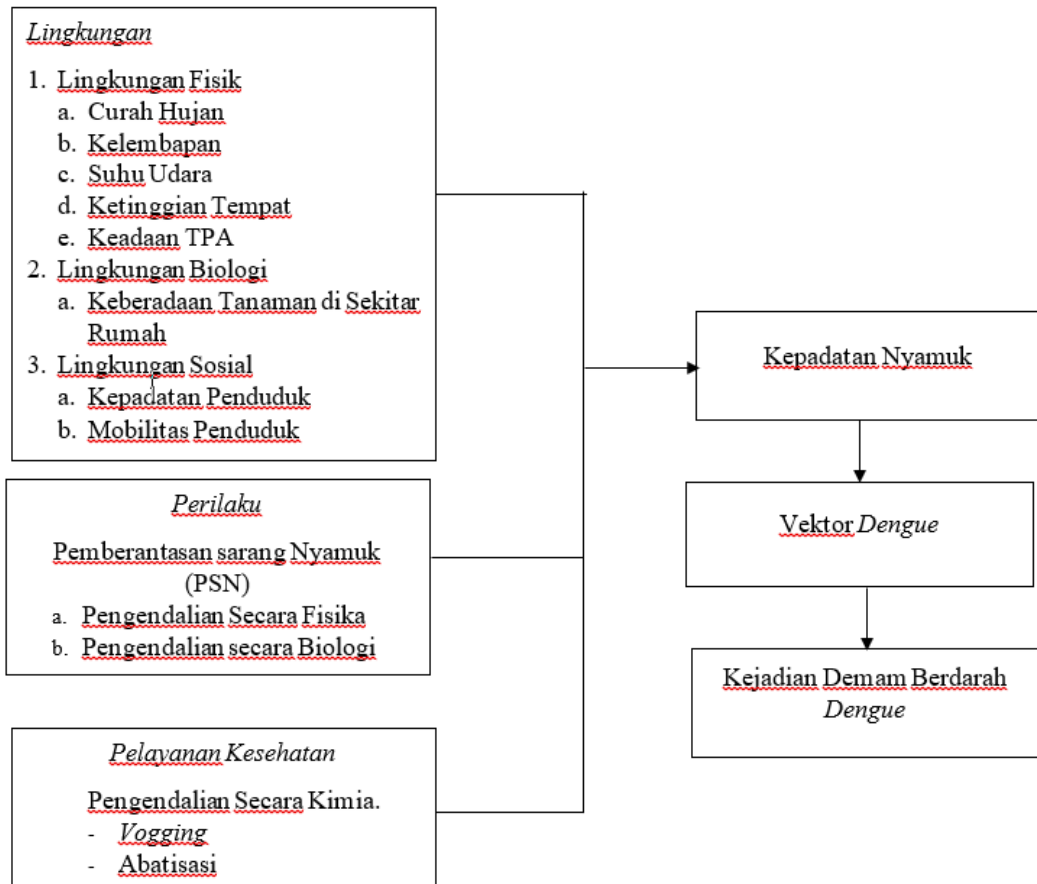 Lingkungan
1. Lingkungan Fisik
a. Curah Hujan
b. Kelembapan
c. Suhu Udara
d. Ketinggian Tempat
e. Keadaan TPA
2. Lingkungan Biologi
a. Keberadaan Tanaman di Sekitar
Rumah
3. Lingkungan Sosial
a. Kepadatan Penduduk
b. Mobilitas Penduduk
Perilaku
Pemberantasan sarang Nyamuk
(PSN)
a. Pengendalian Secara Fisika
b. Pengendalian secara Biologi
Pelayanan Kesehatan
Pengendalian Secara Kimia.
- Vogging
- Abatisasi
Kepadatan Nyamuk
Vektor Dengue
Kejadian Demam Berdarah
Dengue